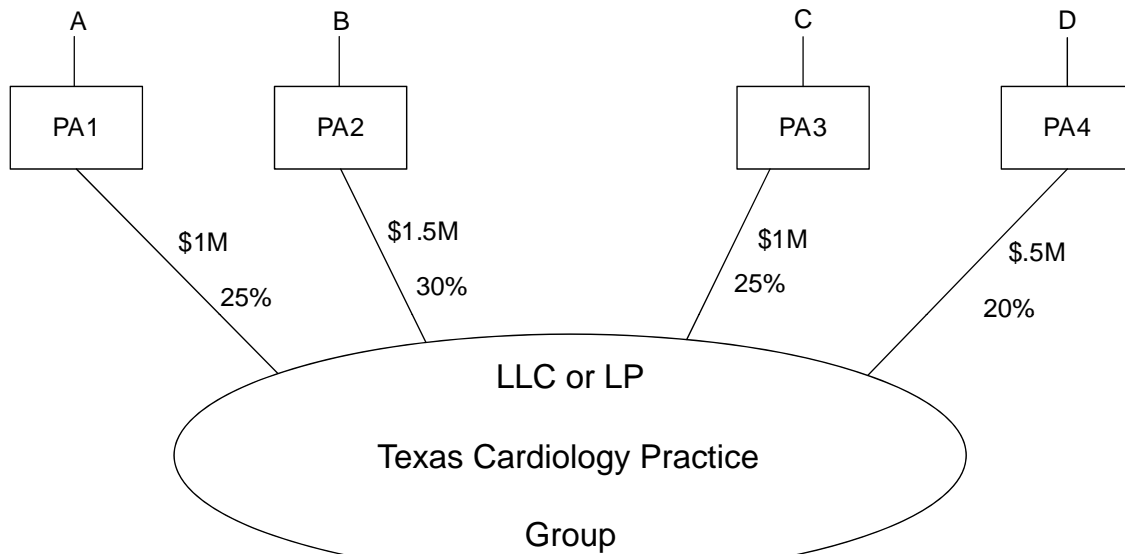 A B C D
PA1 PA2 PA3 PA4
$1M $1.5M $1M $.5M
25% 30% 25% 20%
LLC or LP
Texas Cardiology Practice
Group